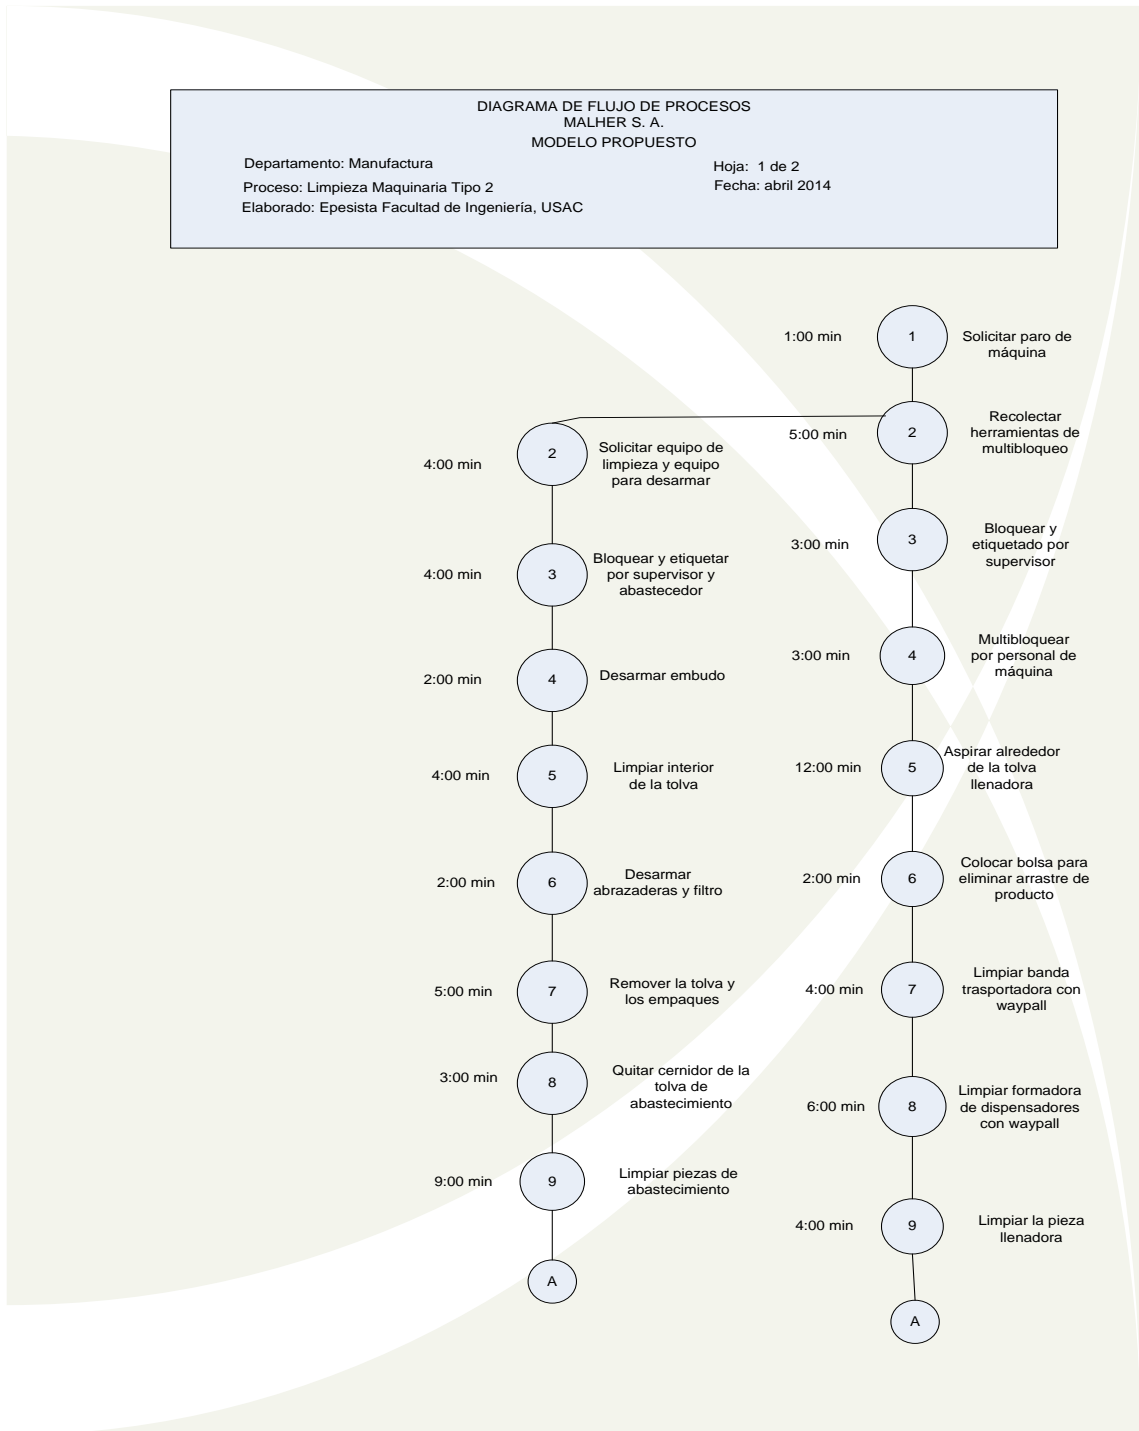 DIAGRAMA DE FLUJO DE PROCESOS
MALHER S. A.
MODELO PROPUESTO
Departamento: Manufactura
Proceso: Limpieza Maquinaria Tipo 2
Elaborado: Epesista Facultad de Ingeniería, USAC
Hoja: 1 de 2
Fecha: abril 2014
1:00 min
1
Solicitar paro de
máquina
5:00 min
2
Recolectar
herramientas de
multibloqueo
3:00 min
3
Bloquear y
etiquetado por
supervisor
3:00 min
4
Multibloquear
por personal de
máquina
12:00 min
5
Aspirar alrededor
de la tolva
llenadora
2:00 min
6
Colocar bolsa para
eliminar arrastre de
producto
4:00 min
7
Limpiar banda
trasportadora con
waypall
6:00 min
8
Limpiar formadora
de dispensadores
con waypall
4:00 min
9
Limpiar la pieza
llenadora
A
4:00 min
2
Solicitar equipo de
limpieza y equipo
para desarmar
4:00 min
3
Bloquear y etiquetar
por supervisor y
abastecedor
2:00 min
4
Desarmar embudo
4:00 min
5
Limpiar interior
de la tolva
2:00 min
6
Desarmar
abrazaderas y filtro
5:00 min
7
Remover la tolva y
los empaques
3:00 min
8
Quitar cernidor de la
tolva de
abastecimiento
9:00 min
9
Limpiar piezas de
abastecimiento
A